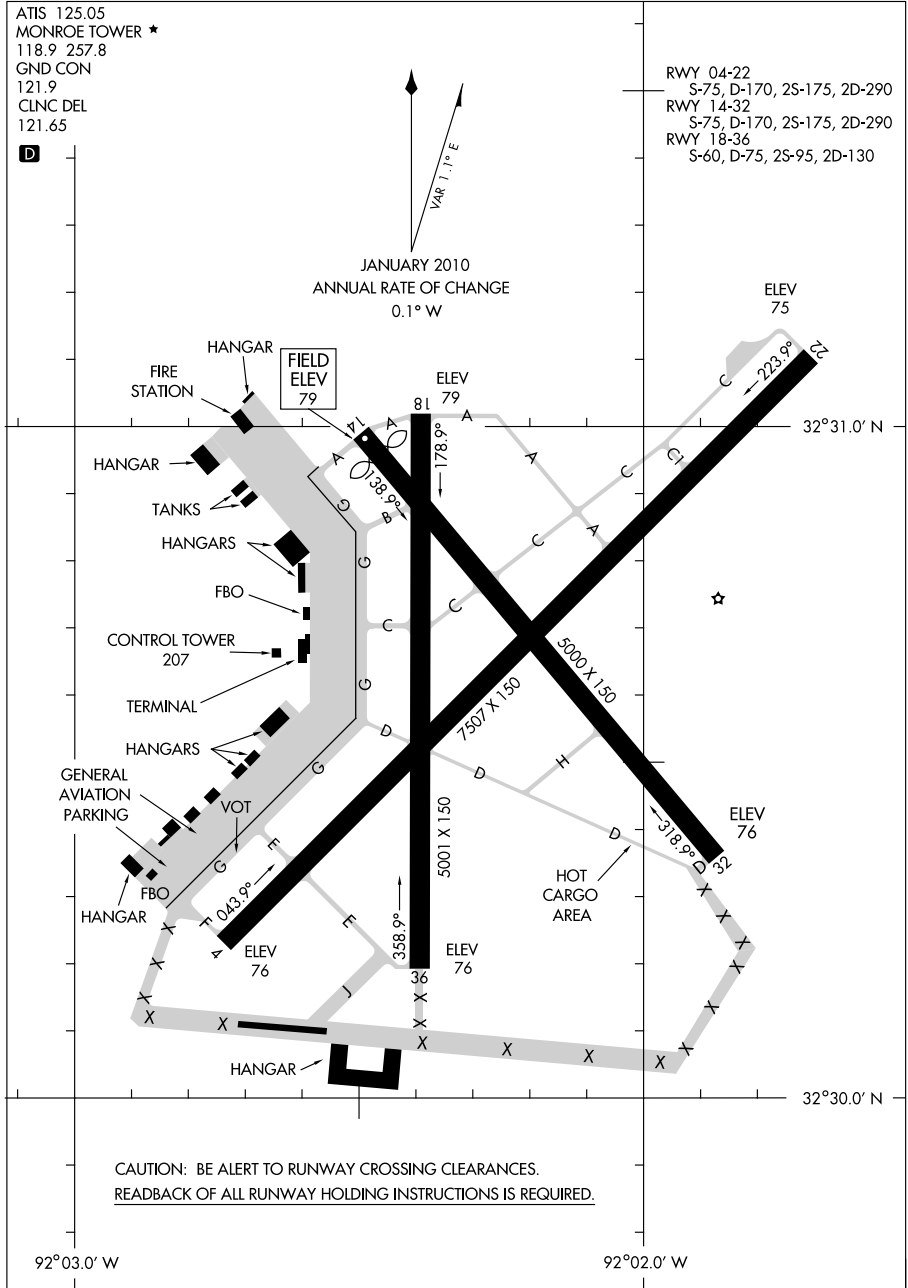 ATIS 125.05
MONROE TOWER ★
118.9 257.8
GND CON
121.9
CLNC DEL
121.65
D
RWY 04-22
S-75, D-170, 2S-175, 2D-290
RWY 14-32
S-75, D-170, 2S-175, 2D-290
RWY 18-36
S-60, D-75, 2S-95, 2D-130
VAR 1.1° E
JANUARY 2010
ANNUAL RATE OF CHANGE
0.1° W
ELEV
75
22
223.9°
C
HANGAR
FIRE
STATION
FIELD
ELEV
79
ELEV
79
18
A
14
A
178.9°
32°31.0' N
HANGAR
A
138.9°
A
C1
C
TANKS
G
B
A
HANGARS
C
G
FBO
C
C
CONTROL TOWER
207
5000 X 150
TERMINAL
G
7507 X 150
D
HANGARS
G
D
H
GENERAL
AVIATION
PARKING
VOT
5001 X 150
ELEV
76
E
D
318.9°
D
32
G
043.9°
HOT
CARGO
AREA
FBO
HANGAR
F
E
4
ELEV
76
358.9°
ELEV
76
36
X
X
X
X
X
X
X
J
X
X
X
X
X
X
X
X
X
X
X
HANGAR
32°30.0' N
CAUTION: BE ALERT TO RUNWAY CROSSING CLEARANCES.
READBACK OF ALL RUNWAY HOLDING INSTRUCTIONS IS REQUIRED.
92°03.0' W
92°02.0' W